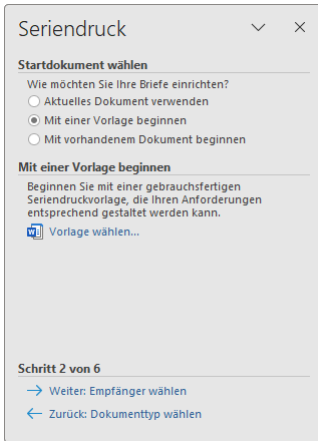 Seriendruck
Startdokument wählen
Wie möchten Sie Ihre Briefe einrichten?
Aktuelles Dokument verwenden
Mit einer Vorlage beginnen
Mit vorhandenem Dokument beginnen
Mit einer Vorlage beginnen
Beginnen Sie mit einer gebrauchsfertigen
Seriendruckvorlage, die Ihren Anforderungen
entsprechend gestaltet werden kann.
Vorlage wählen...
Schritt 2 von 6
Weiter: Empfänger wählen
Zurück: Dokumenttyp wählen